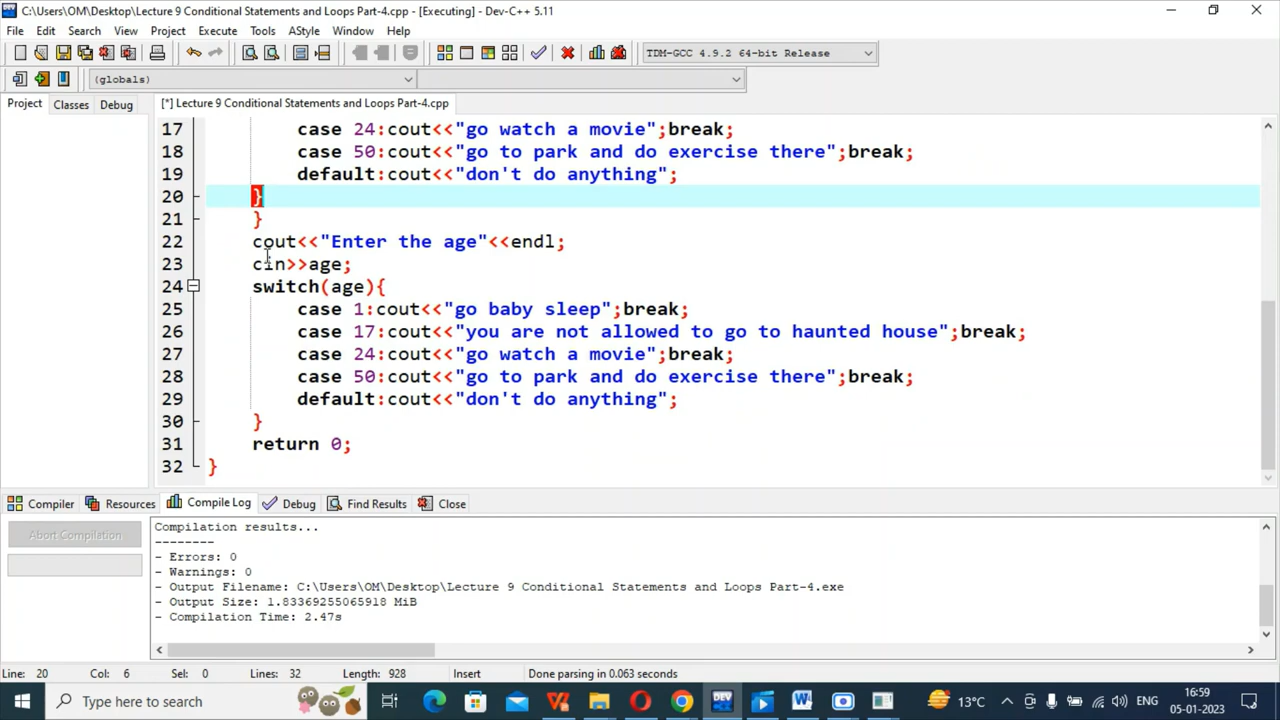 C:\Users\OM\Desktop\Lecture 9 Conditional Statements and Loops Part-4.cpp - [Executing] - Dev-C++ 5.11
File Edit Search View Project Execute Tools AStyle Window Help
TDM-GCC 4.9.2 64-bit Release
(globals)
Project Classes Debug [*] Lecture 9 Conditional Statements and Loops Part-4.cpp
17 case 24:cout<<"go watch a movie";break;
18 case 50:cout<<"go to park and do exercise there";break;
19 default:cout<<"don't do anything";
20 }
21 }
22 cout<<"Enter the age"<<endl;
23 cin>>age;
24 switch(age){
25 case 1:cout<<"go baby sleep";break;
26 case 17:cout<<"you are not allowed to go to haunted house";break;
27 case 24:cout<<"go watch a movie";break;
28 case 50:cout<<"go to park and do exercise there";break;
29 default:cout<<"don't do anything";
30 }
31 return 0;
32 }
Compiler Resources Compile Log Debug Find Results Close
Abort Compilation
Compilation results...
--------
- Errors: 0
- Warnings: 0
- Output Filename: C:\Users\OM\Desktop\Lecture 9 Conditional Statements and Loops Part-4.exe
- Output Size: 1.83369255065918 MiB
- Compilation Time: 2.47s
Line: 20 Col: 6 Sel: 0 Lines: 32 Length: 928 Insert Done parsing in 0.063 seconds
Type here to search DEV 13°C ENG 16:59
05-01-2023